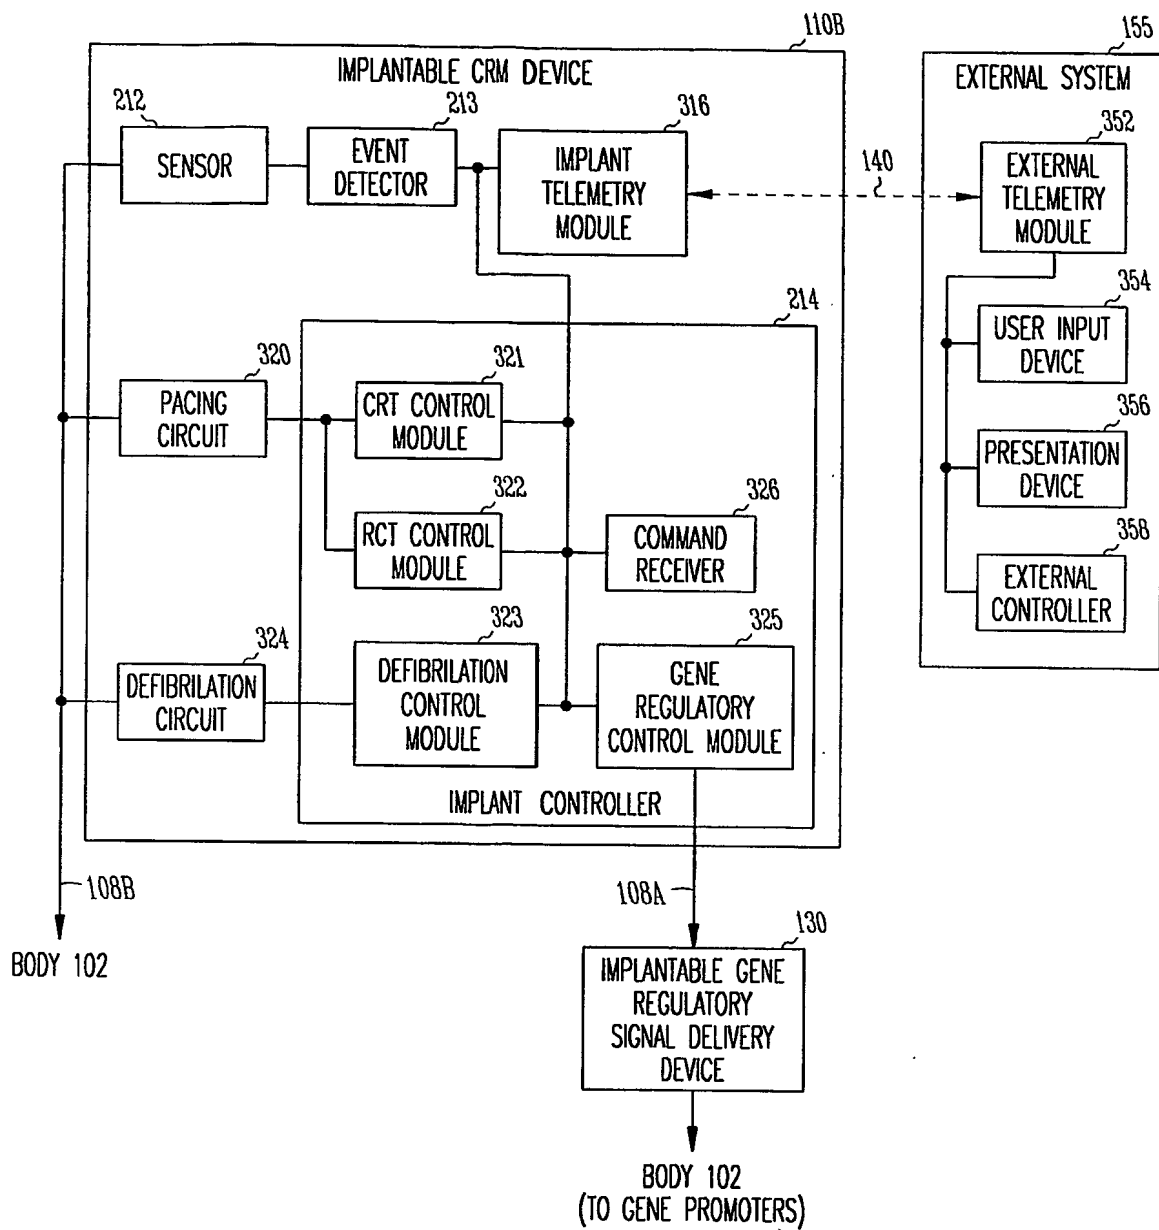 110B
155
IMPLANTABLE CRM DEVICE
EXTERNAL SYSTEM
212
213
316
352
SENSOR
EVENT
DETECTOR
IMPLANT
TELEMETRY
MODULE
140
EXTERNAL
TELEMETRY
MODULE
214
354
USER INPUT
DEVICE
320
321
PACING
CIRCUIT
CRT CONTROL
MODULE
356
PRESENTATION
DEVICE
322
326
RCT CONTROL
MODULE
COMMAND
RECEIVER
358
EXTERNAL
CONTROLLER
324
323
325
DEFIBRILATION
CIRCUIT
DEFIBRILATION
CONTROL
MODULE
GENE
REGULATORY
CONTROL MODULE
IMPLANT CONTROLLER
108B
108A
BODY 102
130
IMPLANTABLE GENE
REGULATORY
SIGNAL DELIVERY
DEVICE
BODY 102
(TO GENE PROMOTERS)